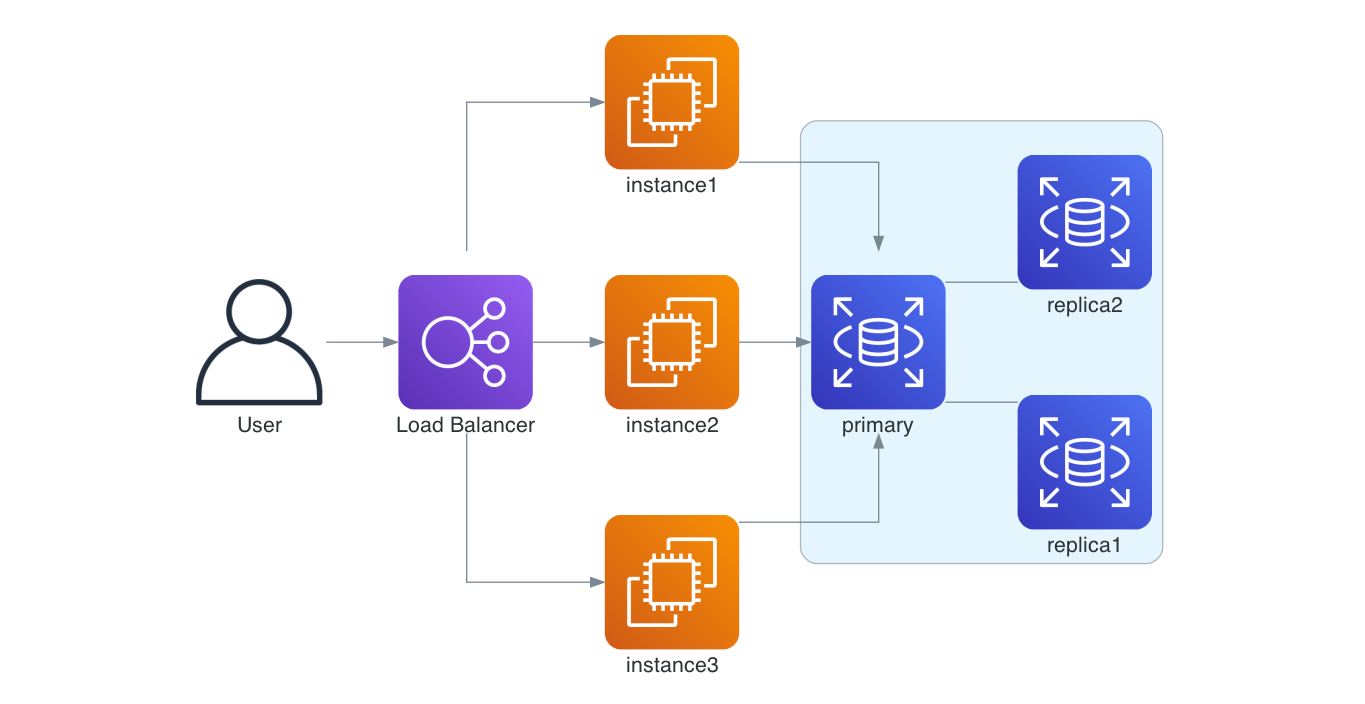 instance1
replica2
User
Load Balancer
instance2
primary
replica1
instance3